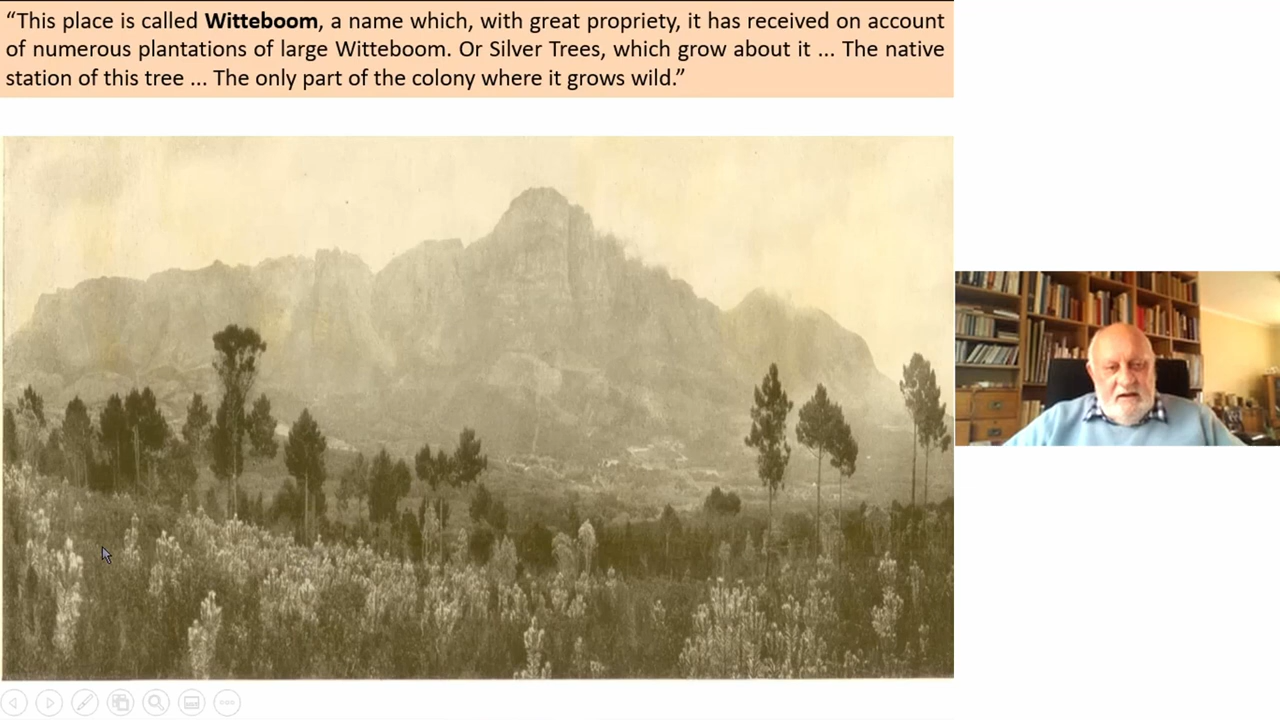 “This place is called Witteboom, a name which, with great propriety, it has received on account
of numerous plantations of large Witteboom. Or Silver Trees, which grow about it ... The native
station of this tree ... The only part of the colony where it grows wild.”